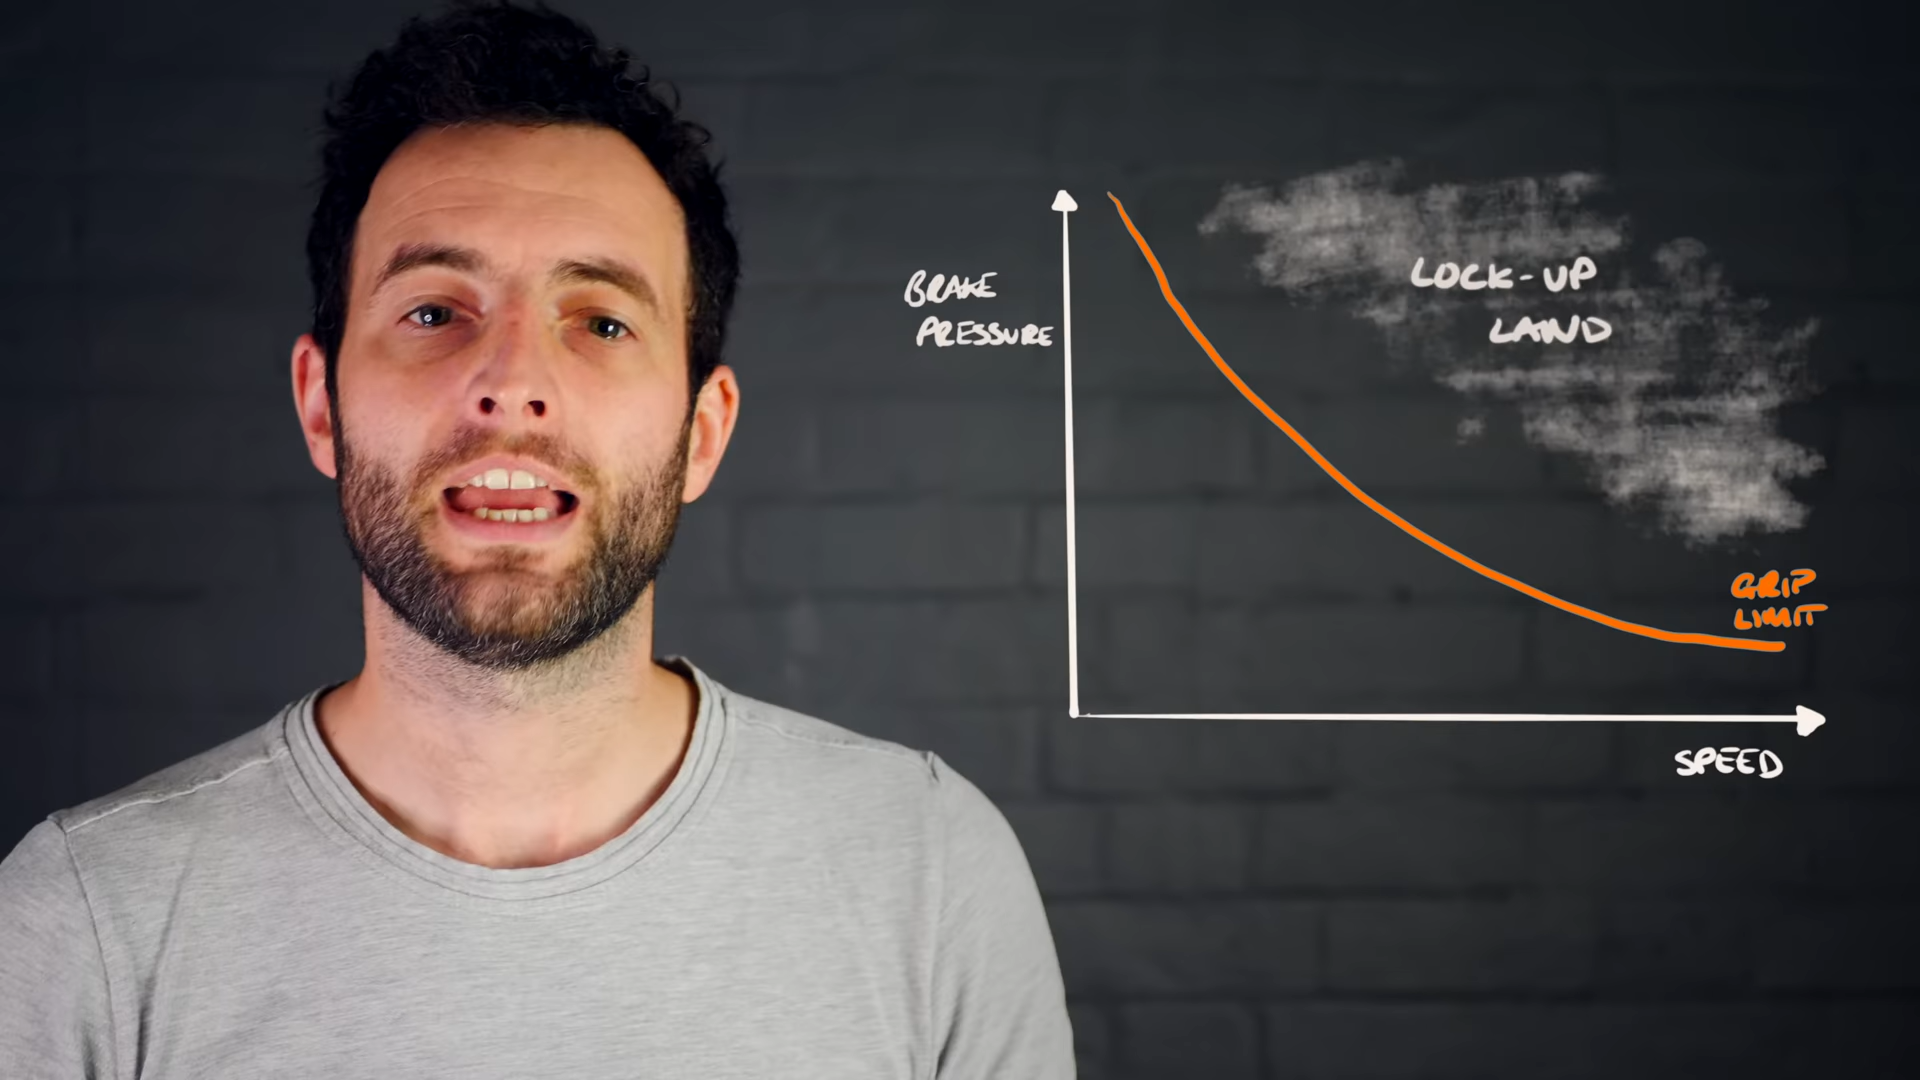 BRAKE
PRESSURE
LOCK-UP
LAND
GRIP
LIMIT
SPEED